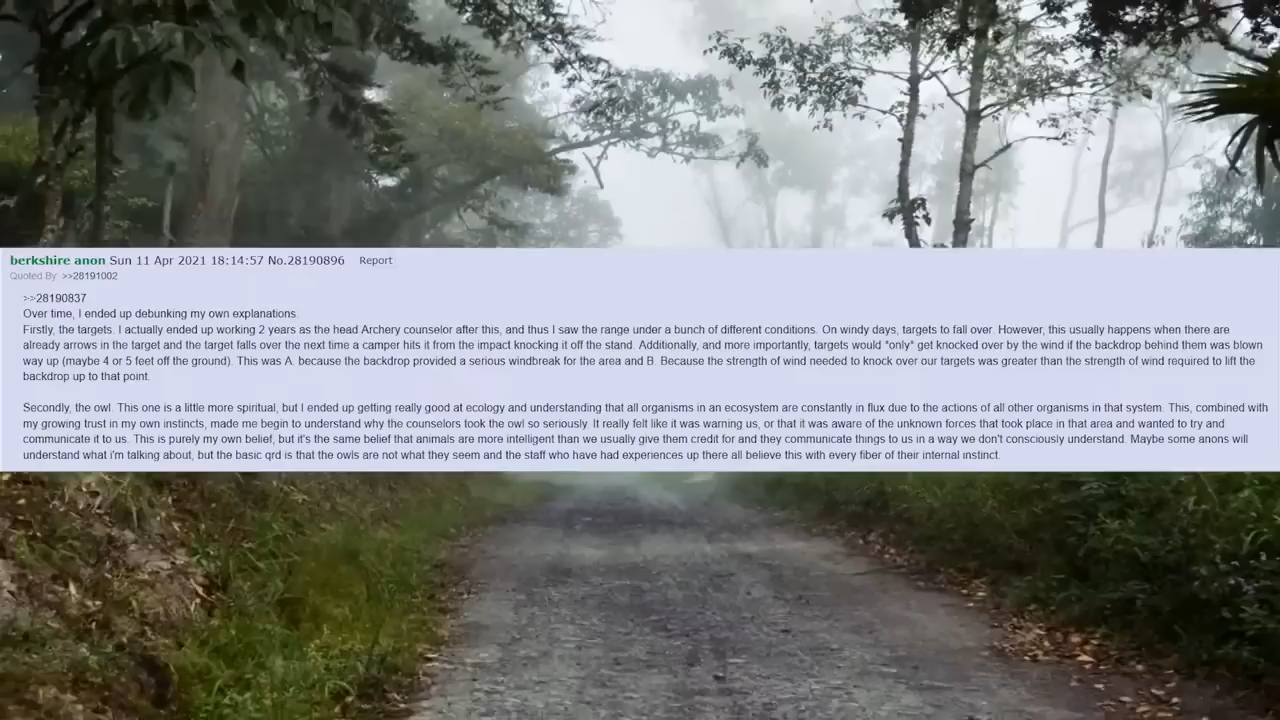 berkshire anon Sun 11 Apr 2021 18:14:57 No.28190896 Report
Quoted By: >>28191002
>>28190837
Over time, I ended up debunking my own explanations.
Firstly, the targets. I actually ended up working 2 years as the head Archery counselor after this, and thus I saw the range under a bunch of different conditions. On windy days, targets to fall over. However, this usually happens when there are
already arrows in the target and the target falls over the next time a camper hits it from the impact knocking it off the stand. Additionally, and more importantly, targets would *only* get knocked over by the wind if the backdrop behind them was blown
way up (maybe 4 or 5 feet off the ground). This was A. because the backdrop provided a serious windbreak for the area and B. Because the strength of wind needed to knock over our targets was greater than the strength of wind required to lift the
backdrop up to that point.
Secondly, the owl. This one is a little more spiritual, but I ended up getting really good at ecology and understanding that all organisms in an ecosystem are constantly in flux due to the actions of all other organisms in that system. This, combined with
my growing trust in my own instincts, made me begin to understand why the counselors took the owl so seriously. It really felt like it was warning us, or that it was aware of the unknown forces that took place in that area and wanted to try and
communicate it to us. This is purely my own belief, but it's the same belief that animals are more intelligent than we usually give them credit for and they communicate things to us in a way we don't consciously understand. Maybe some anons will
understand what i'm talking about, but the basic qrd is that the owls are not what they seem and the staff who have had experiences up there all believe this with every fiber of their internal instinct.